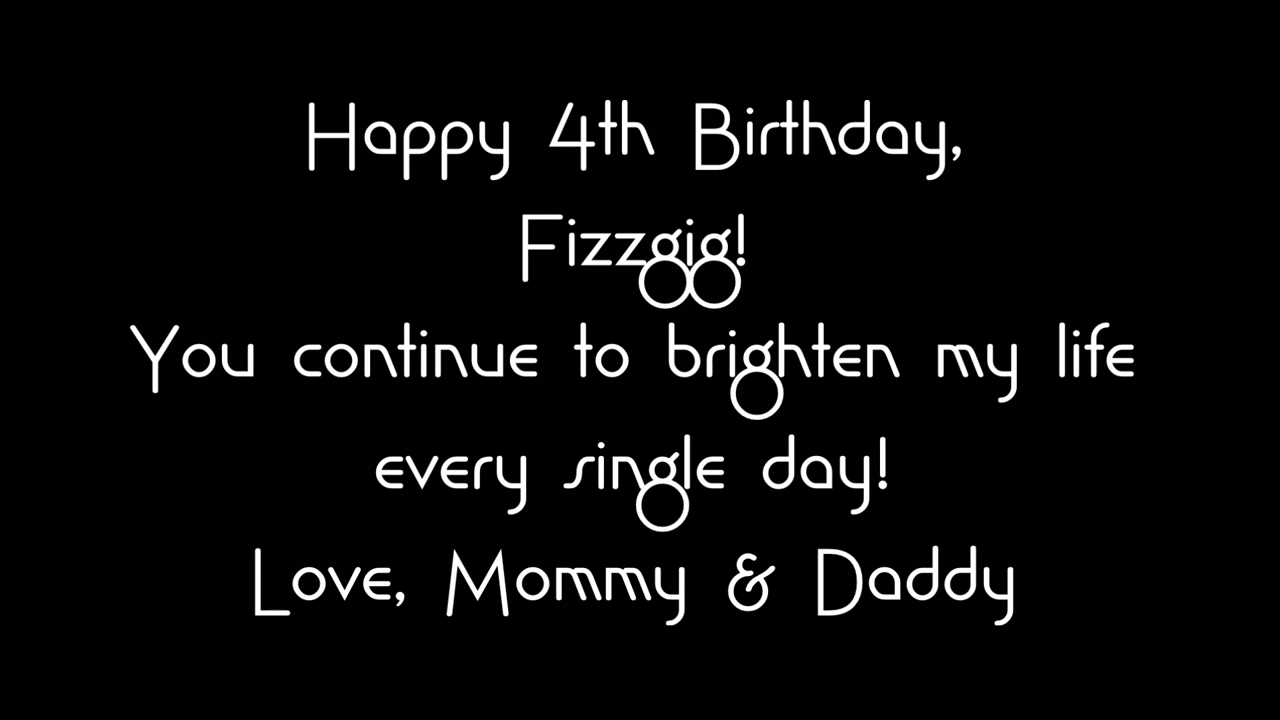 Happy 4th Birthday,
Fizzgig!
You continue to brighten my life
every single day!
Love, Mommy & Daddy